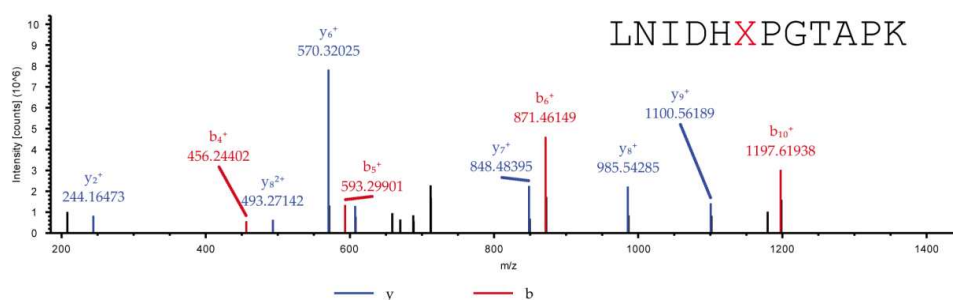 LNIDHXPGTAPK
Intensity [counts] (10^6)
10
9
8
7
6
5
4
3
2
1
0
y₂⁺
244.16473
b₄⁺
456.24402
y₈²⁺
493.27142
y₆⁺
570.32025
b₅⁺
593.29901
y₇⁺
848.48395
b₆⁺
871.46149
y₈⁺
985.54285
y₉⁺
1100.56189
b₁₀⁺
1197.61938
200 400 600 800 1000 1200 1400
m/z
y b